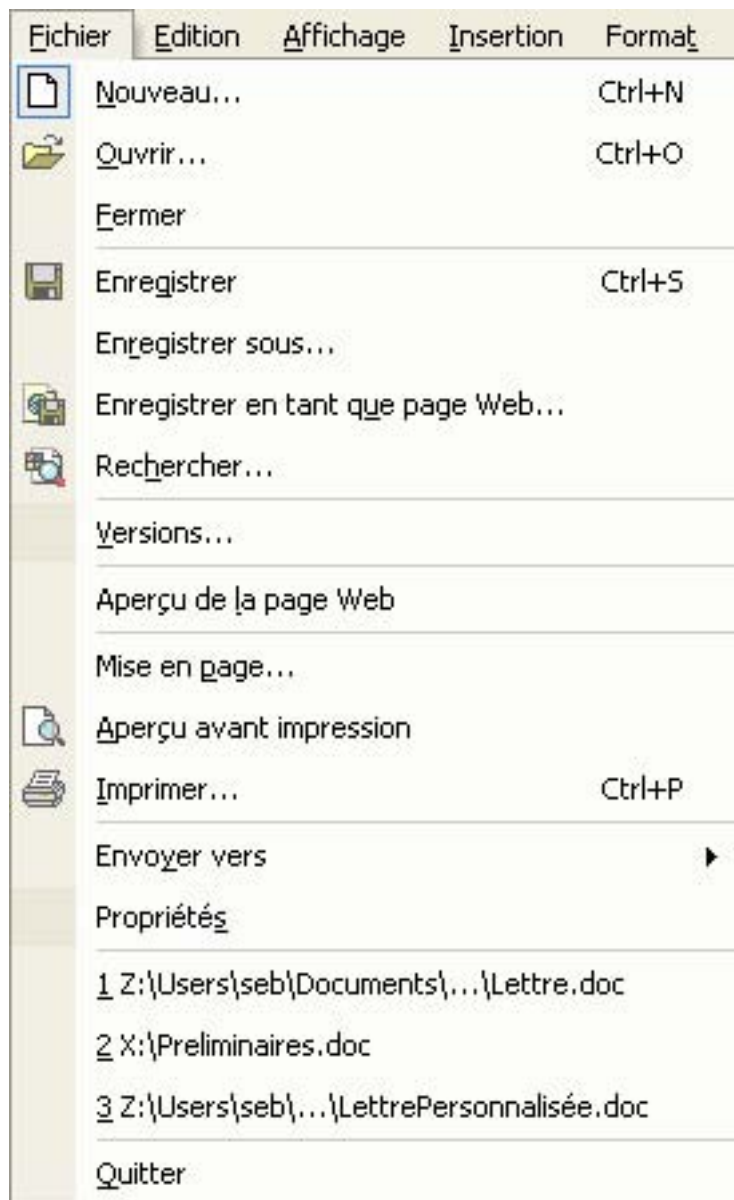 Fichier Edition Affichage Insertion Format
Nouveau... Ctrl+N
Ouvrir... Ctrl+O
Fermer
Enregistrer Ctrl+S
Enregistrer sous...
Enregistrer en tant que page Web...
Rechercher...
Versions...
Aperçu de la page Web
Mise en page...
Aperçu avant impression
Imprimer... Ctrl+P
Envoyer vers
Propriétés
1 Z:\Users\seb\Documents\...\Lettre.doc
2 X:\Preliminaires.doc
3 Z:\Users\seb\...\LettrePersonnalisée.doc
Quitter